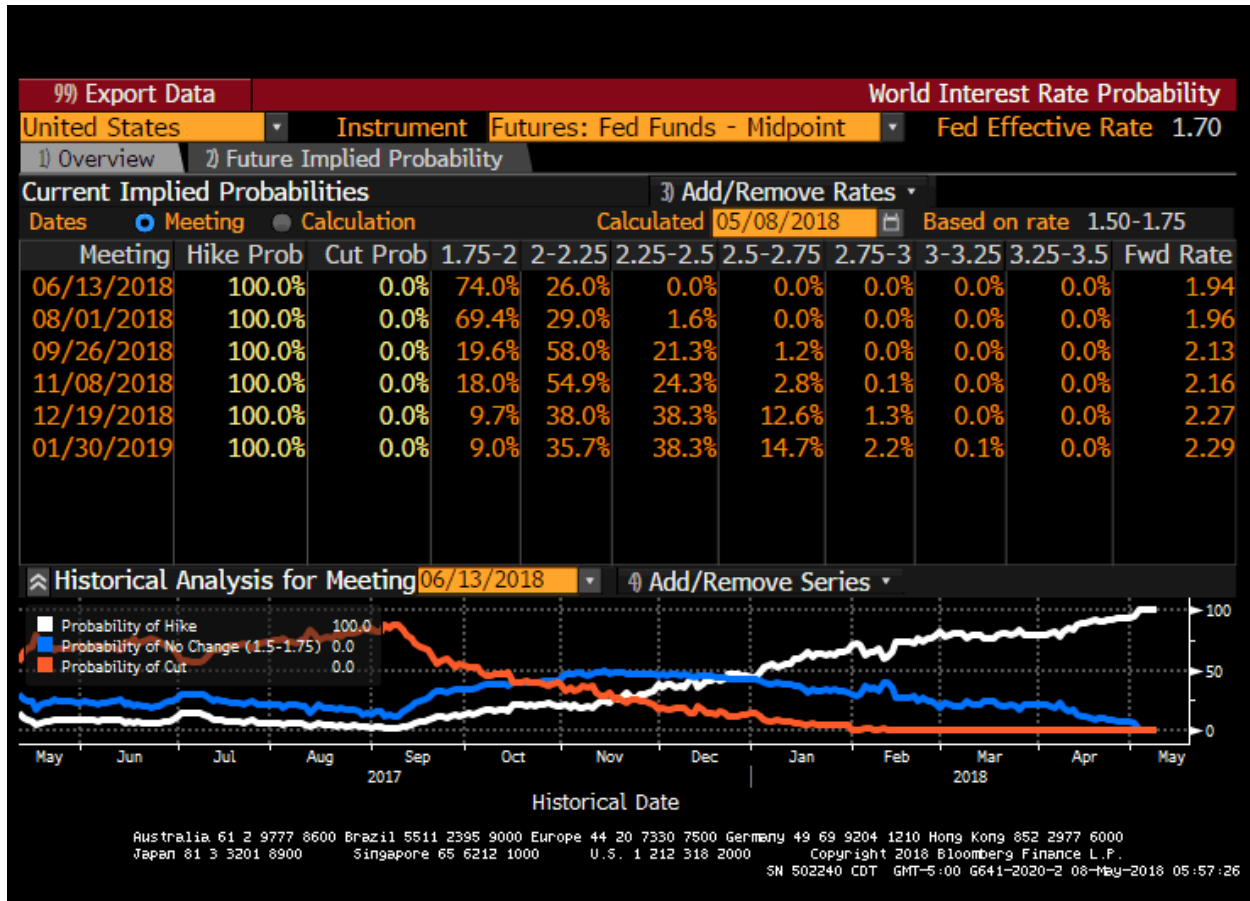 99) Export Data World Interest Rate Probability
United States Instrument Futures: Fed Funds - Midpoint Fed Effective Rate 1.70
1) Overview 2) Future Implied Probability
Current Implied Probabilities 3) Add/Remove Rates
Dates Meeting Calculation Calculated 05/08/2018 Based on rate 1.50-1.75
Meeting Hike Prob Cut Prob 1.75-2 2-2.25 2.25-2.5 2.5-2.75 2.75-3 3-3.25 3.25-3.5 Fwd Rate
06/13/2018 100.0% 0.0% 74.0% 26.0% 0.0% 0.0% 0.0% 0.0% 0.0% 1.94
08/01/2018 100.0% 0.0% 69.4% 29.0% 1.6% 0.0% 0.0% 0.0% 0.0% 1.96
09/26/2018 100.0% 0.0% 19.6% 58.0% 21.3% 1.2% 0.0% 0.0% 0.0% 2.13
11/08/2018 100.0% 0.0% 18.0% 54.9% 24.3% 2.8% 0.1% 0.0% 0.0% 2.16
12/19/2018 100.0% 0.0% 9.7% 38.0% 38.3% 12.6% 1.3% 0.0% 0.0% 2.27
01/30/2019 100.0% 0.0% 9.0% 35.7% 38.3% 14.7% 2.2% 0.1% 0.0% 2.29
Historical Analysis for Meeting 06/13/2018 4) Add/Remove Series
Probability of Hike 100.0
Probability of No Change (1.5-1.75) 0.0
Probability of Cut 0.0
100
50
0
May Jun Jul Aug Sep Oct Nov Dec Jan Feb Mar Apr May
2017 2018
Historical Date
Australia 61 2 9777 8600 Brazil 5511 2395 9000 Europe 44 20 7330 7500 Germany 49 69 9204 1210 Hong Kong 852 2977 6000
Japan 81 3 3201 8900 Singapore 65 6212 1000 U.S. 1 212 318 2000 Copyright 2018 Bloomberg Finance L.P.
SN 502240 CDT GMT-5:00 G641-2020-2 08-May-2018 05:57:26